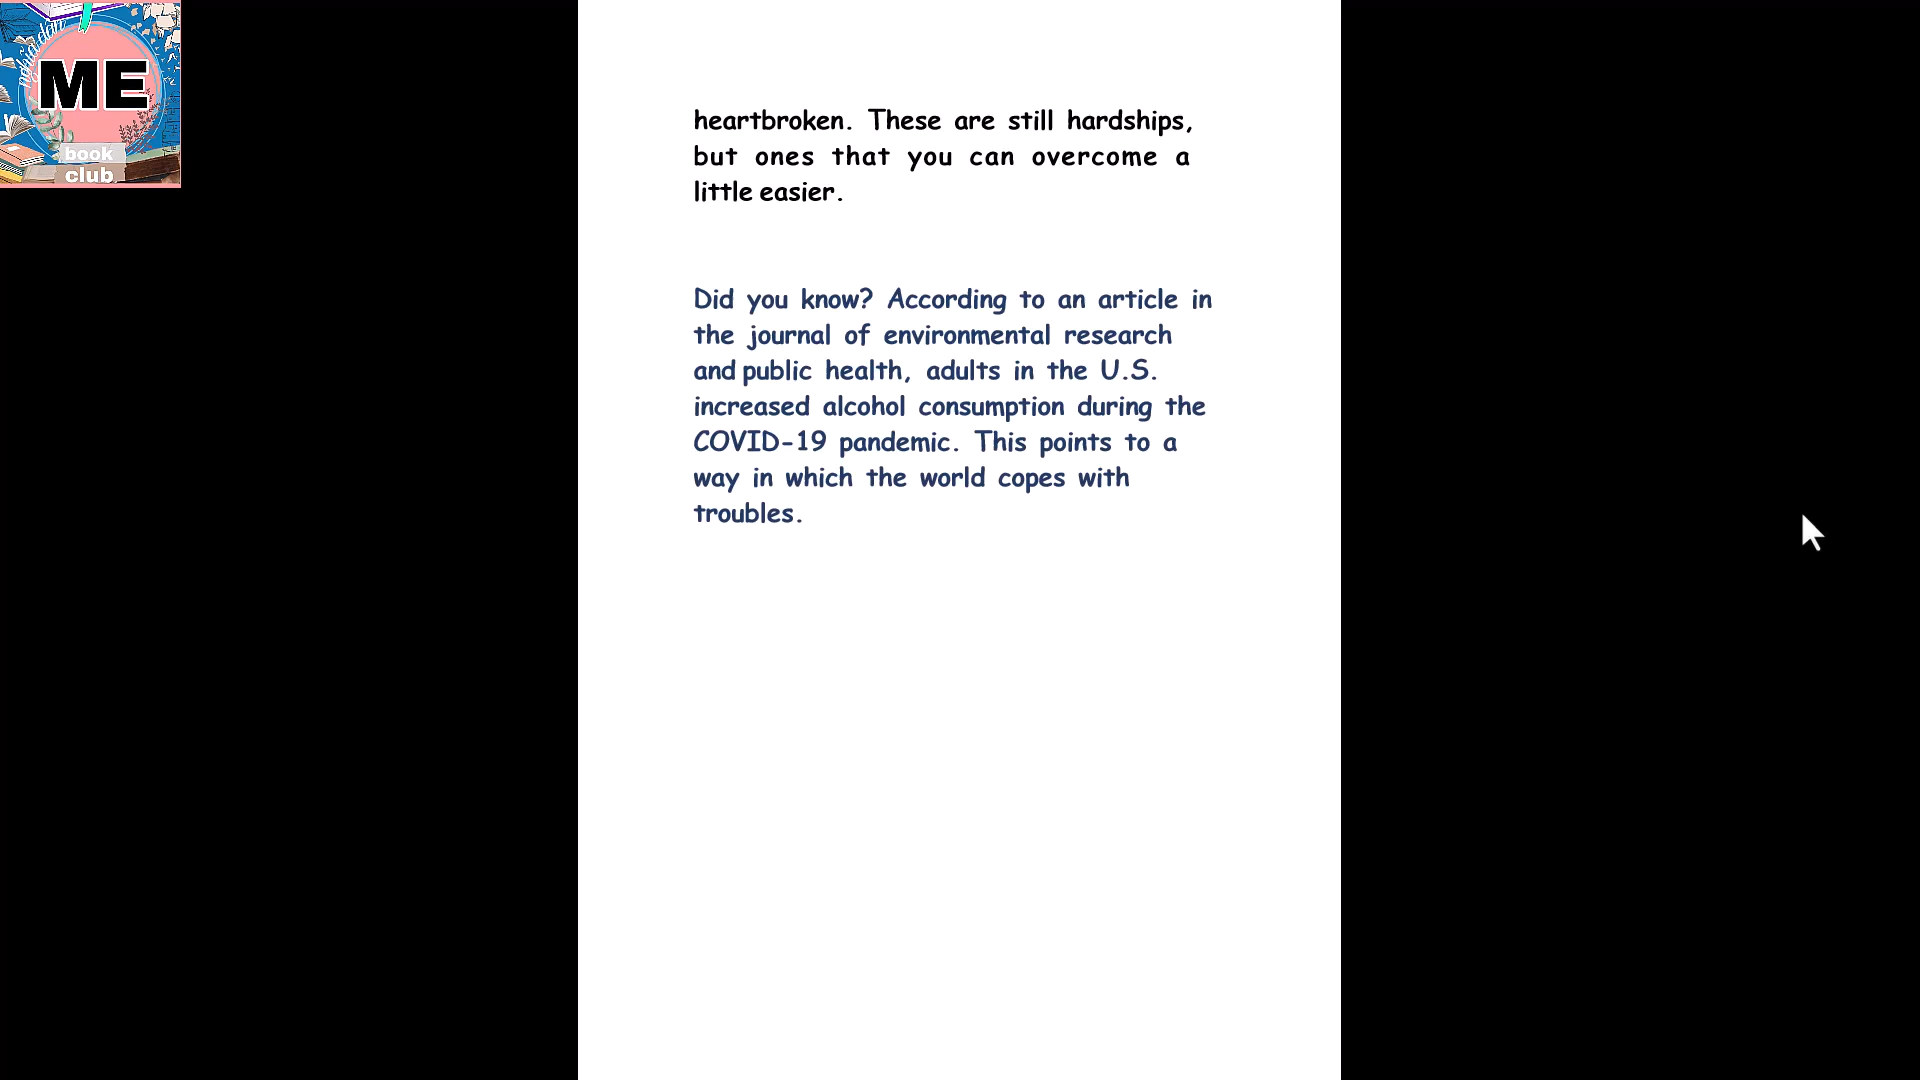 ME
book
club
heartbroken. These are still hardships,
but ones that you can overcome a
little easier.
Did you know? According to an article in
the journal of environmental research
and public health, adults in the U.S.
increased alcohol consumption during the
COVID-19 pandemic. This points to a
way in which the world copes with
troubles.